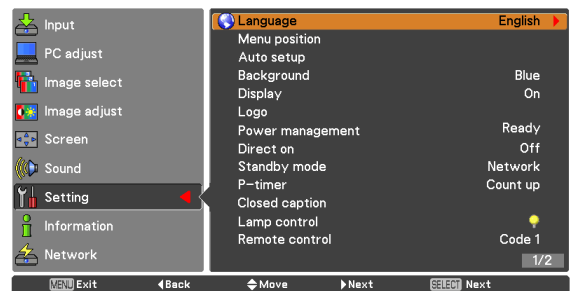 Input
PC adjust
Image select
Image adjust
Screen
Sound
Setting
Information
Network
Language English
Menu position
Auto setup
Background Blue
Display On
Logo
Power management Ready
Direct on Off
Standby mode Network
P-timer Count up
Closed caption
Lamp control
Remote control Code 1
1/2
MENU Exit Back Move Next SELECT Next